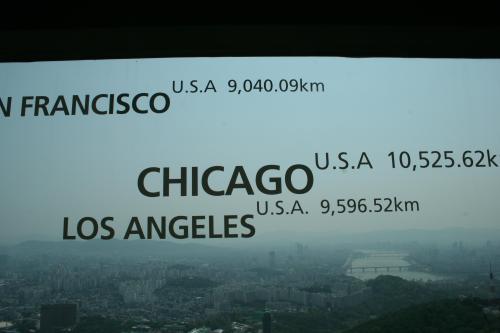 N FRANCISCO U.S.A 9,040.09km
CHICAGO U.S.A 10,525.62k
LOS ANGELES U.S.A. 9,596.52km